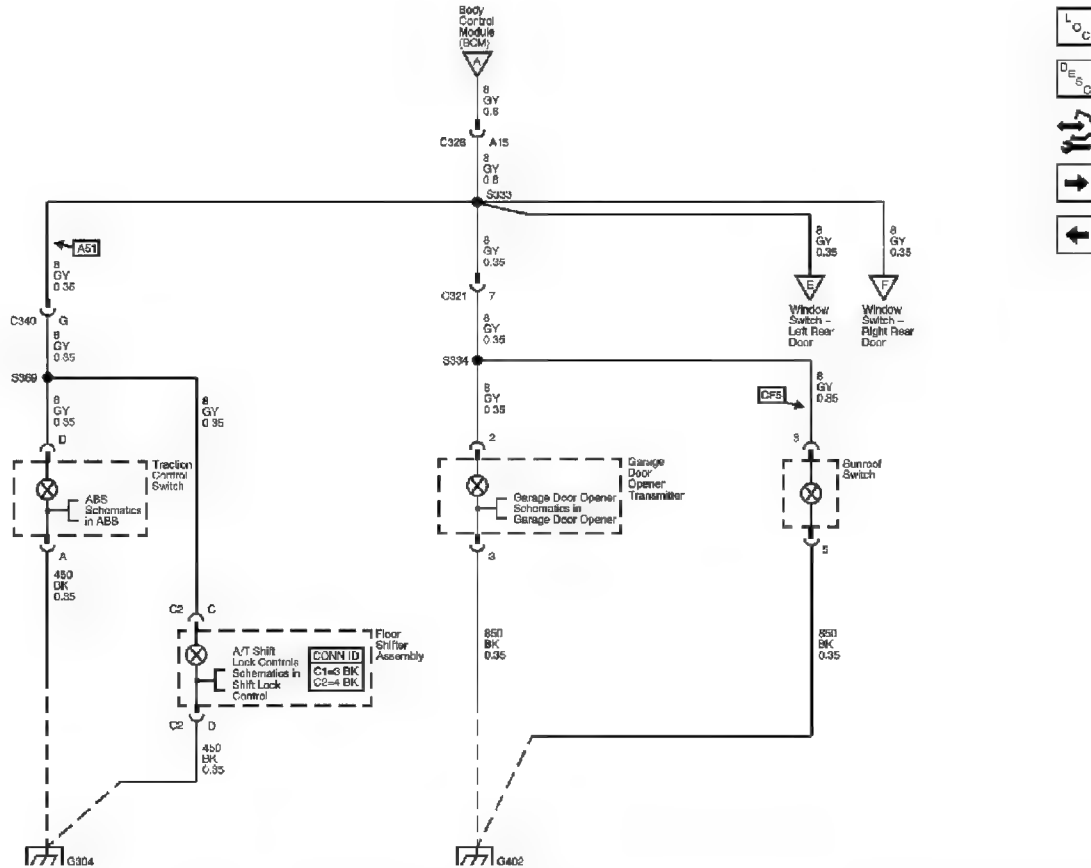 Body
Control
Module
(BCM)
A
8
GY
0.8
C328 A15
8
GY
0.8
S333
A51
8
GY
0.35
8
GY
0.35
8
GY
0.35
8
GY
0.35
C340 G
C321 7
E
F
Window
Switch –
Left Rear
Door
Window
Switch –
Right Rear
Door
8
GY
0.35
8
GY
0.35
S369
S334
8
GY
0.35
8
GY
0.35
8
GY
0.35
CF5
8
GY
0.35
D
2
3
Traction
Control
Switch
ABS
Schematics
in ABS
Garage
Door
Opener
Transmitter
Garage Door Opener
Schematics in
Garage Door Opener
Sunroof
Switch
A
3
5
450
BK
0.35
C2 C
Floor
Shifter
Assembly
A/T Shift
Lock Controls
Schematics in
Shift Lock
Control
CONN ID
C1=3 BK
C2=4 BK
850
BK
0.35
850
BK
0.35
C2 D
450
BK
0.35
G304
G402
LOC
DESC